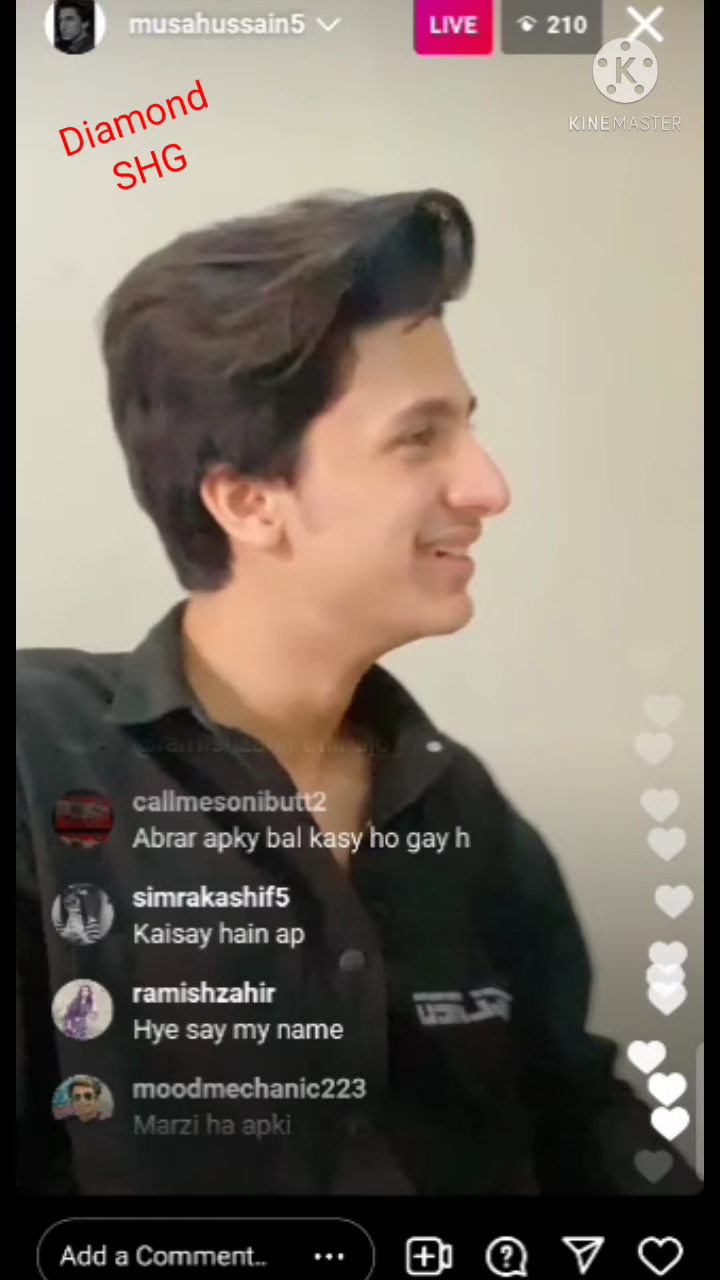 musahussain5
LIVE
210
K
KINEMASTER
Diamond
SHG
callmesonibutt2
Abrar apky bal kasy ho gay h
simrakashif5
Kaisay hain ap
ramishzahir
Hye say my name
moodmechanic223
Marzi ha apki
Add a Comment..